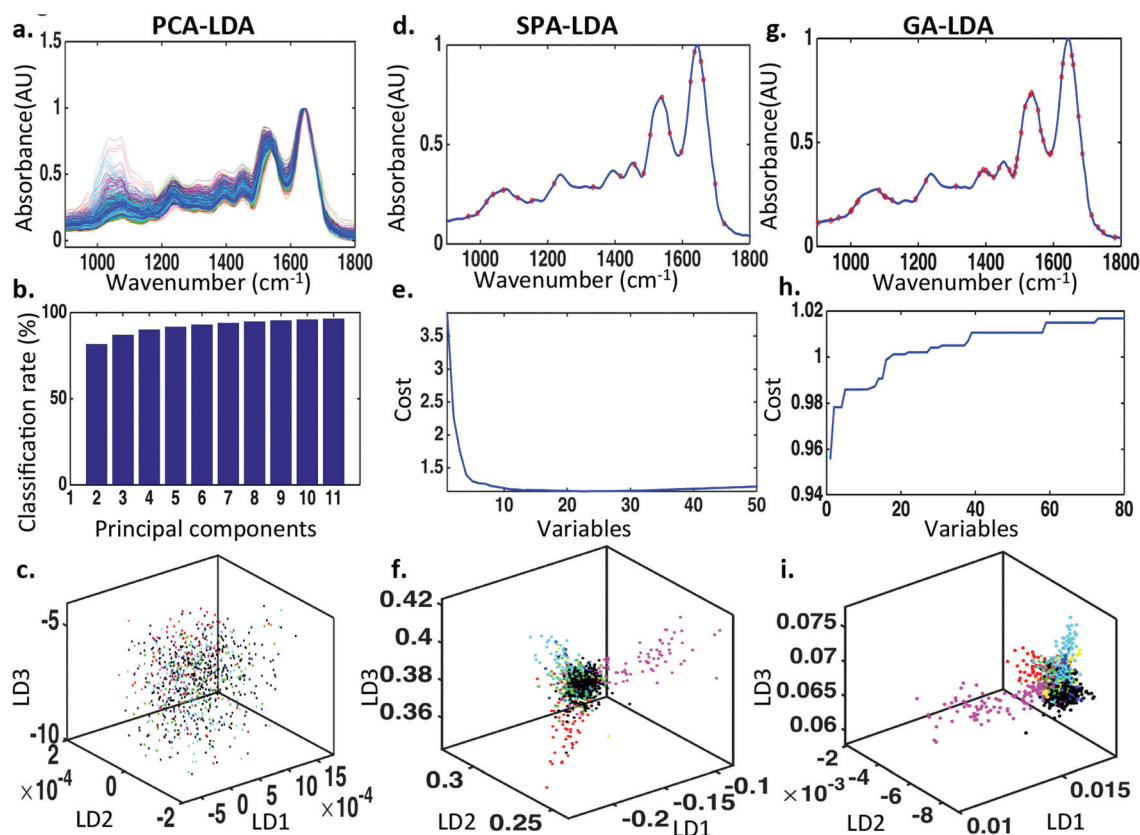 PCA-LDA
SPA-LDA
GA-LDA
a.
1.5
1
0.5
0
Absorbance(AU)
1000 1200 1400 1600 1800
Wavenumber (cm-1)
d.
1
0.5
0
Absorbance(AU)
1000 1200 1400 1600 1800
Wavenumber (cm-1)
g.
1
0.5
0
Absorbance(AU)
1000 1200 1400 1600 1800
Wavenumber (cm-1)
b.
100
50
0
Classification rate (%)
1 2 3 4 5 6 7 8 9 10 11
Principal components
e.
3.5
3
2.5
2
1.5
Cost
10 20 30 40 50
Variables
h.
1.02
1
0.98
0.96
0.94
Cost
0 20 40 60 80
Variables
c.
-5
-10
LD3
2
0
-2
×10-4
LD2
-5 0 5 10 15
×10-4
LD1
f.
0.42
0.4
0.38
0.36
LD3
0.3
0.25
LD2
-0.2
-0.15
-0.1
LD1
i.
0.075
0.07
0.065
0.06
LD3
-2
-4
-6
-8
×10-3
LD2
0.01
0.015
LD1